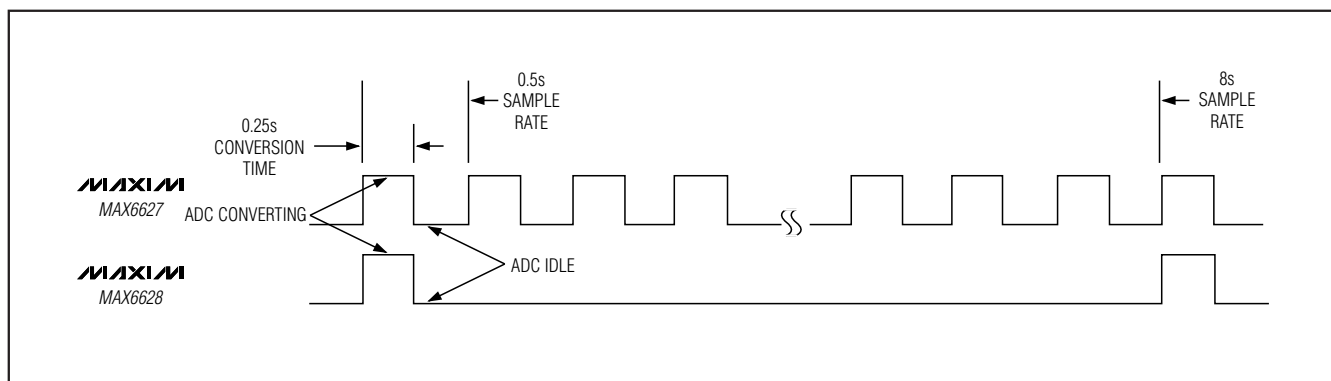 0.5s
SAMPLE
RATE
8s
SAMPLE
RATE
0.25s
CONVERSION
TIME
MAXIM
MAX6627
ADC CONVERTING
ADC IDLE
MAXIM
MAX6628